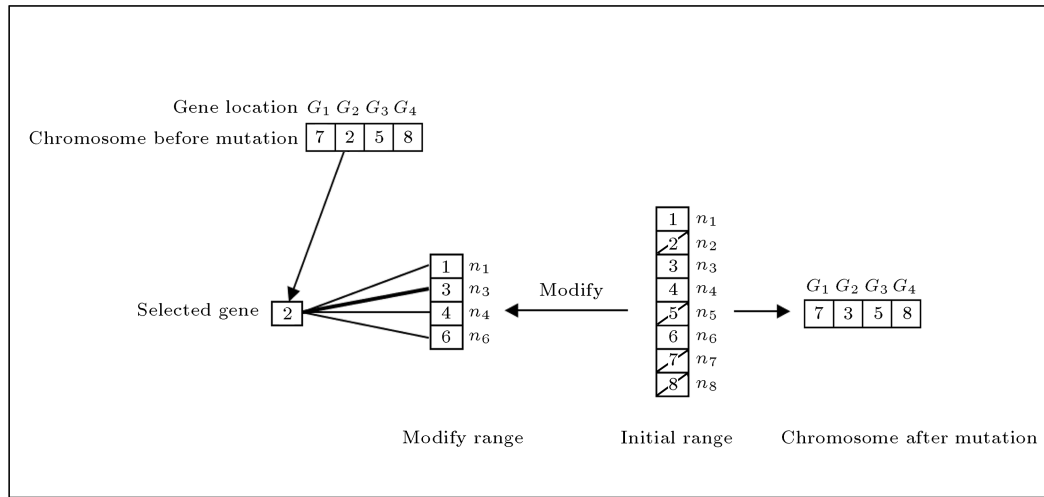 Gene location G1 G2 G3 G4
Chromosome before mutation 7 2 5 8
1 n1
2 n2
3 n3
4 n4
5 n5
6 n6
7 n7
8 n8
Selected gene 2
1 n1
3 n3
4 n4
6 n6
Modify
G1 G2 G3 G4
7 3 5 8
Modify range
Initial range
Chromosome after mutation